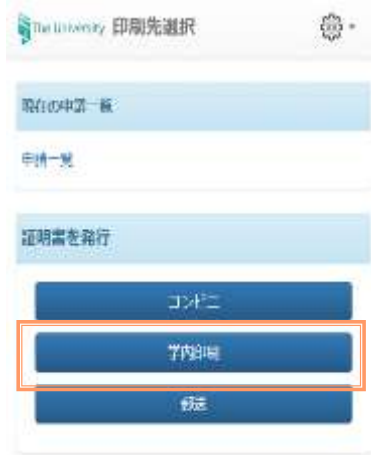 The University 印刷先選択
現在の申請一覧
申請一覧
証明書を発行
コンビニ
学内印刷
郵送